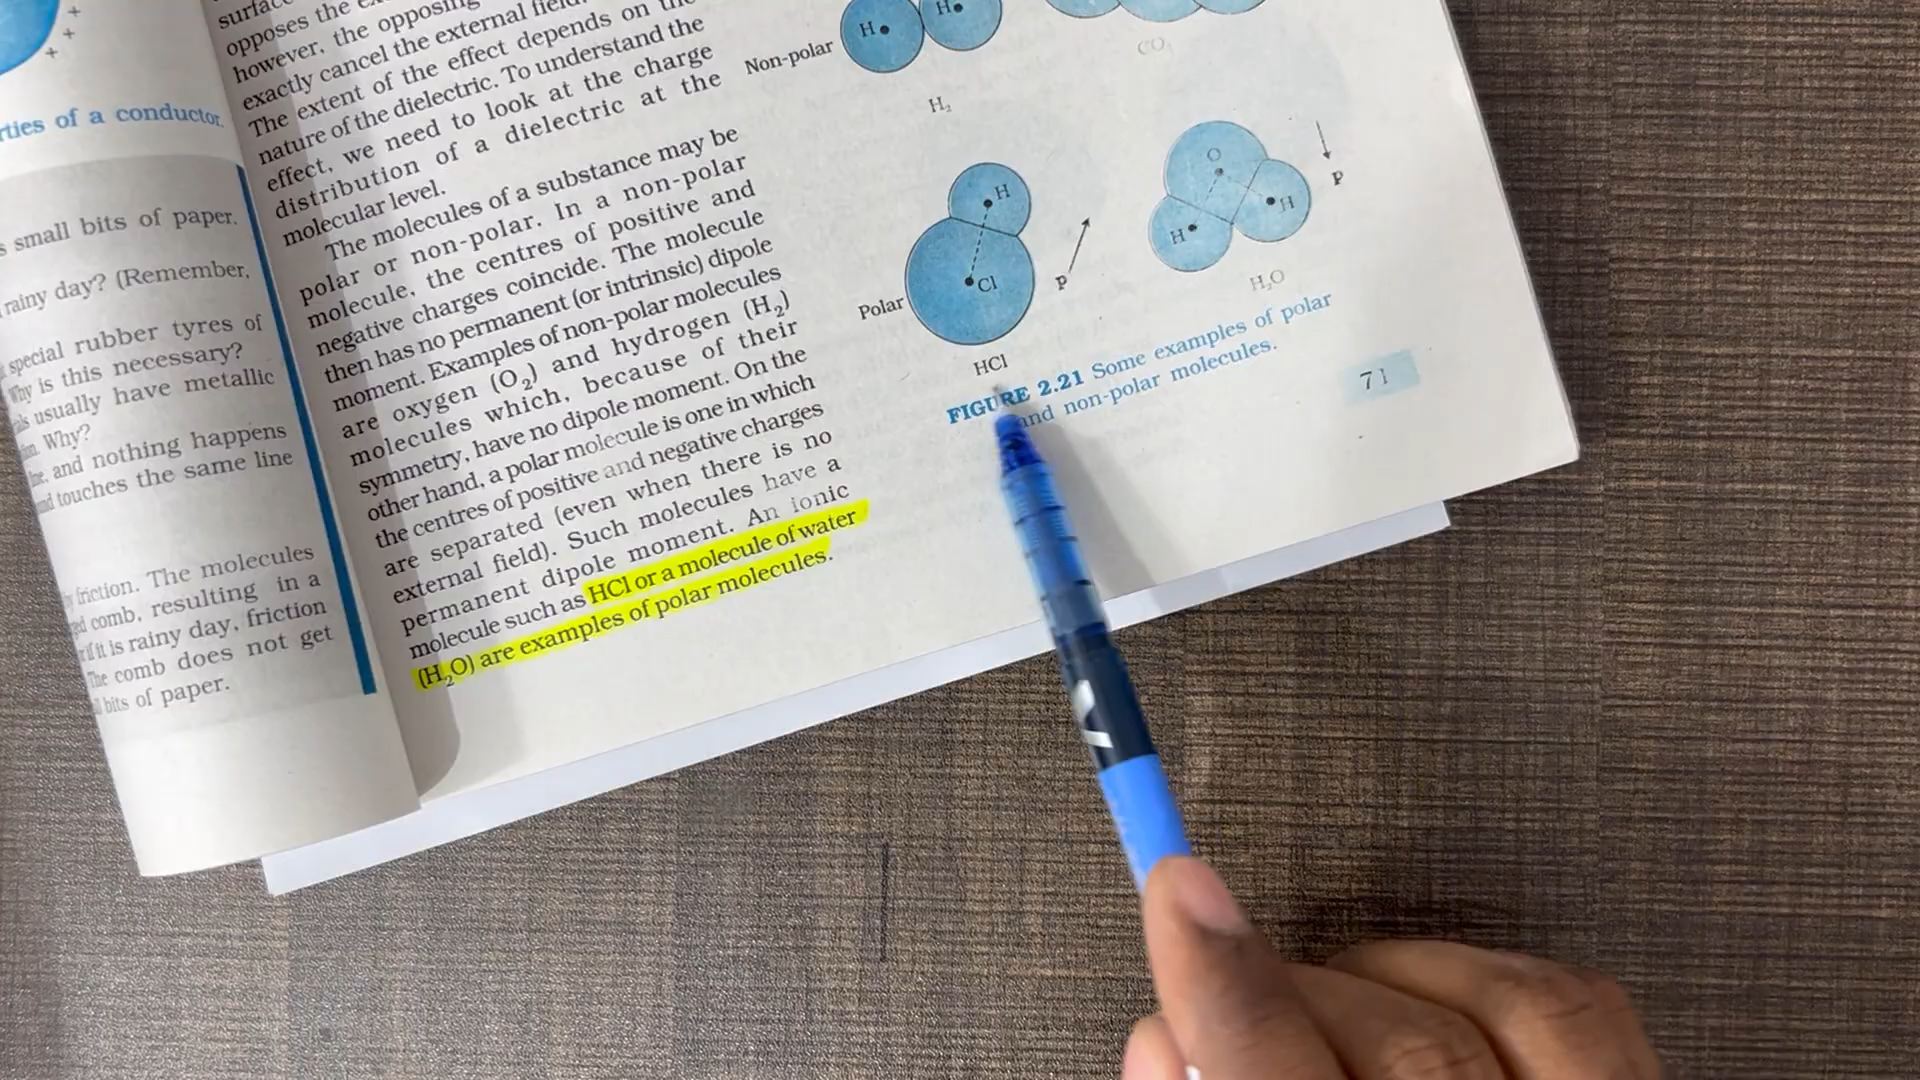 rties of a conductor.
small bits of paper.
rainy day? (Remember,
special rubber tyres of
Why is this necessary?
usually have metallic
Why?
and nothing happens
touches the same line
friction. The molecules
comb, resulting in a
if it is rainy day, friction
The comb does not get
bits of paper.
opposes the
however, the opposing
exactly cancel the external field.
The extent of the effect depends on the
nature of the dielectric. To understand the
effect, we need to look at the charge
distribution of a dielectric at the
molecular level.
The molecules of a substance may be
polar or non-polar. In a non-polar
molecule, the centres of positive and
negative charges coincide. The molecule
then has no permanent (or intrinsic) dipole
moment. Examples of non-polar molecules
are oxygen (O₂) and hydrogen (H₂)
molecules which, because of their
symmetry, have no dipole moment. On the
other hand, a polar molecule is one in which
the centres of positive and negative charges
are separated (even when there is no
external field). Such molecules have a
permanent dipole moment. An ionic
molecule such as HCl or a molecule of water
(H₂O) are examples of polar molecules.
Non-polar
H H
H₂
CO₂
Polar
H
Cl
p
HCl
O
H H
p
H₂O
FIGURE 2.21 Some examples of polar
and non-polar molecules.
71